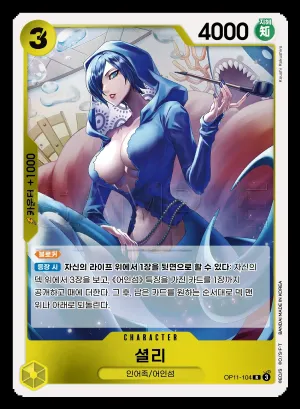 3
4000
지혜
知
카운터 +1000
블로커
등장 시 자신의 라이프 위에서 1장을 뒷면으로 할 수 있다: 자신의
덱 위에서 3장을 보고, 《어인섬》 특징을 가진 카드를 1장까지
공개하고 패에 더한다. 그 후, 남은 카드를 원하는 순서대로 덱 맨
위나 아래로 되돌린다.
CHARACTER
셜리
인어족/어인섬
OP11-104 R 3
BANDAI MADE IN KOREA